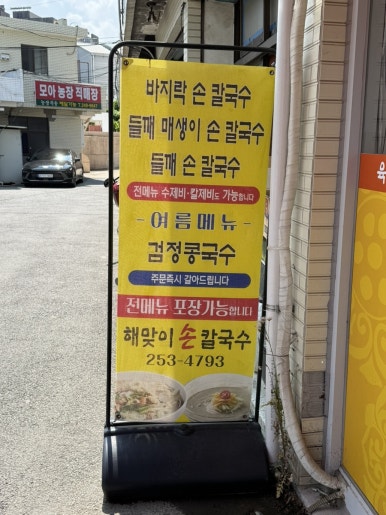 모아 농장 직매장
바지락 손 칼국수
들깨 매생이 손 칼국수
들깨 손 칼국수
전메뉴 수제비·칼제비도 가능합니다
- 여름메뉴 -
검정콩국수
주문즉시 갈아드립니다
전메뉴 포장가능합니다
해맞이 손 칼국수
253-4793
육